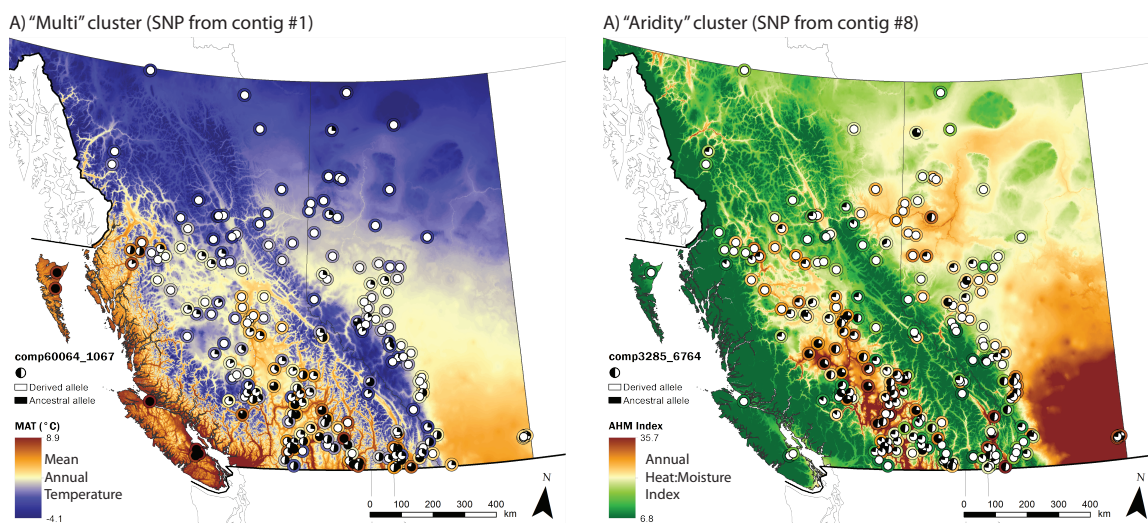 A) “Multi” cluster (SNP from contig #1)
comp60064_1067
Derived allele
Ancestral allele
MAT (°C)
8.9
Mean
Annual
Temperature
-4.1
N
0 100 200 300 400
km
A) “Aridity” cluster (SNP from contig #8)
comp3285_6764
Derived allele
Ancestral allele
AHM Index
35.7
Annual
Heat:Moisture
Index
6.8
N
0 100 200 300 400
km